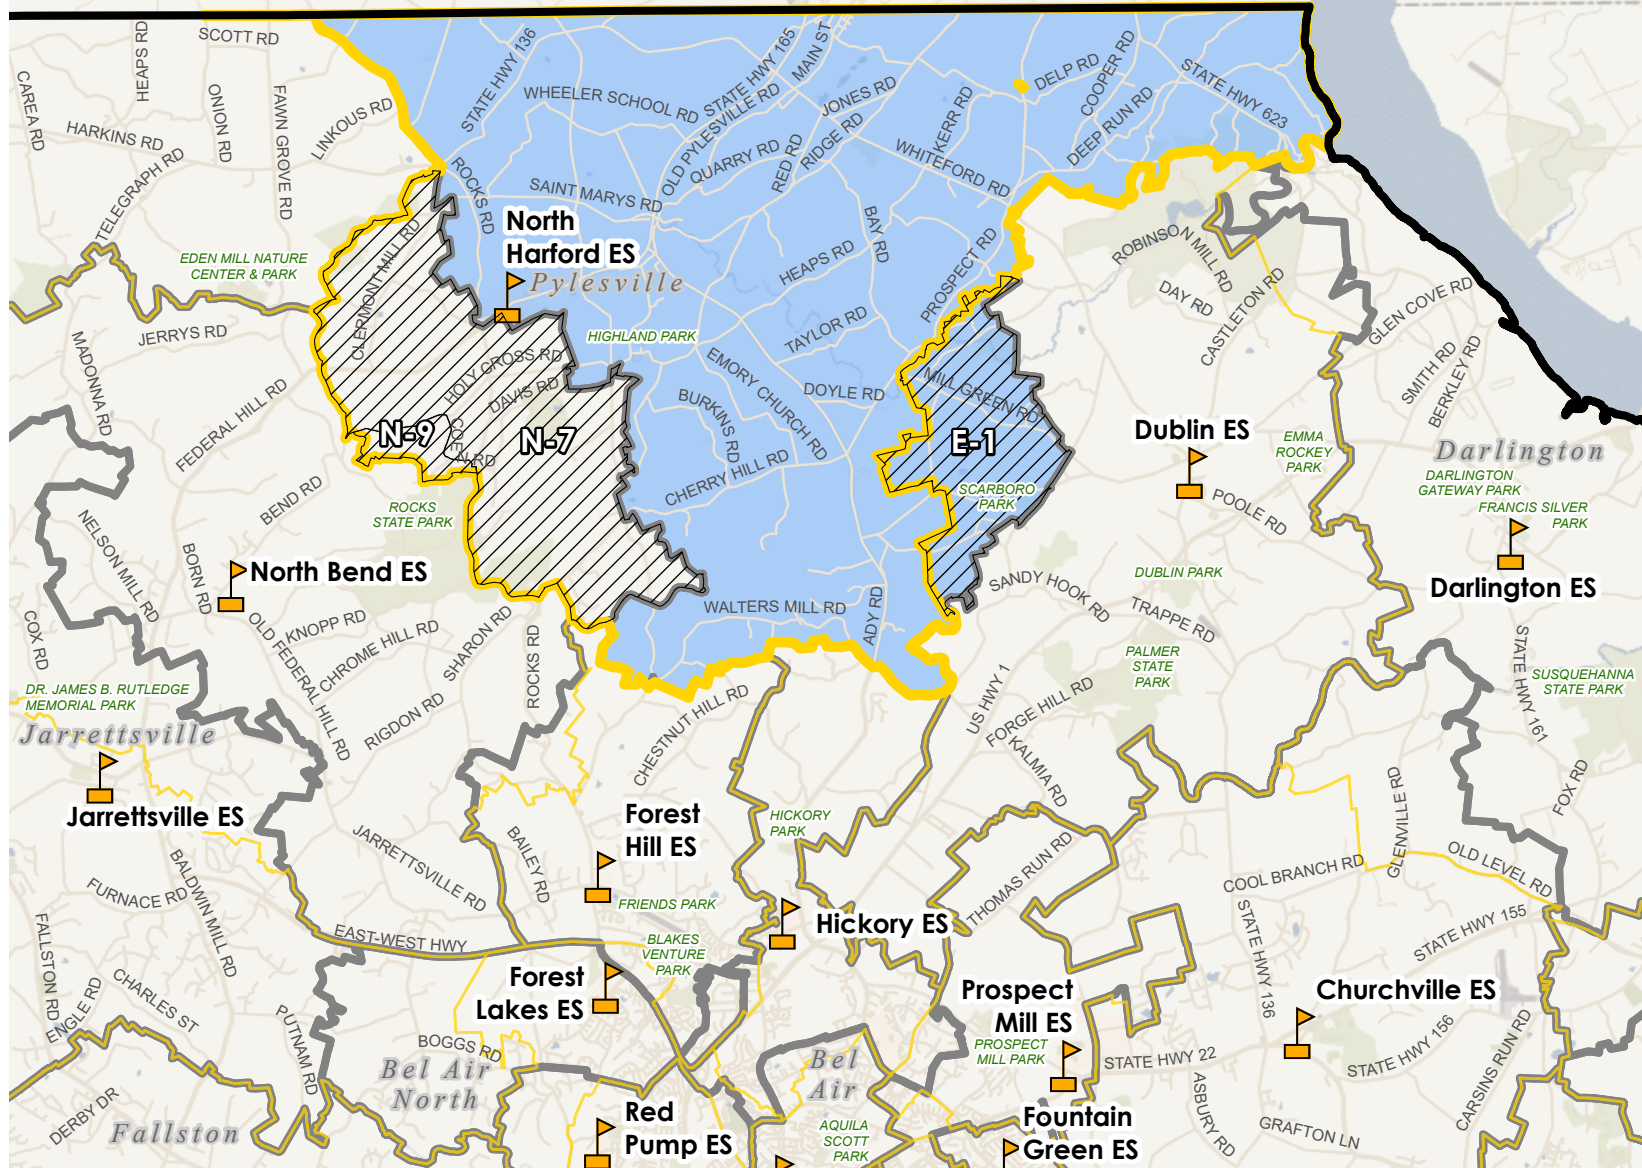 SCOTT RD
HEAPS RD
CAREA RD
ONION RD
FAWN GROVE RD
LINKOUS RD
HARKINS RD
TELEGRAPH RD
STATE HWY 136
WHEELER SCHOOL RD
STATE HWY 165
MAIN ST
OLD PYLESVILLE RD
JONES RD
RIDGE RD
RED RD
QUARRY RD
KERR RD
DELP RD
COOPER RD
DEEP RUN RD
STATE HWY 623
WHITEFORD RD
ROCKS RD
SAINT MARYS RD
North
Harford ES
Pylesville
EDEN MILL NATURE
CENTER & PARK
CLERMONT MILL RD
HEAPS RD
BAY RD
PROSPECT RD
ROBINSON MILL RD
DAY RD
CASTLETON RD
GLEN COVE RD
SMITH RD
BERKLEY RD
JERRYS RD
MADONNA RD
HIGHLAND PARK
TAYLOR RD
HOLY CROSS RD
DAVIS RD
EMORY CHURCH RD
DOYLE RD
BURKINS RD
MILL GREEN RD
FEDERAL HILL RD
N-9
N-7
E-1
COEN RD
CHERRY HILL RD
Dublin ES
EMMA
ROCKEY
PARK
Darlington
DARLINGTON
GATEWAY PARK
FRANCIS SILVER
PARK
POOLE RD
SCARBORO
PARK
BEND RD
ROCKS
STATE PARK
NELSON MILL RD
BORN RD
North Bend ES
DUBLIN PARK
Darlington ES
SANDY HOOK RD
TRAPPE RD
WALTERS MILL RD
ADY RD
COX RD
OLD FEDERAL HILL RD
KNOPP RD
CHROME HILL RD
SHARON RD
ROCKS RD
PALMER
STATE
PARK
STATE HWY 161
SUSQUEHANNA
STATE PARK
DR. JAMES B. RUTLEDGE
MEMORIAL PARK
Jarrettsville
RIGDON RD
CHESTNUT HILL RD
US HWY 1
FORGE HILL RD
KALMIA RD
Jarrettsville ES
Forest
Hill ES
HICKORY
PARK
FOX RD
GLENVILLE RD
OLD LEVEL RD
COOL BRANCH RD
THOMAS RUN RD
BAILEY RD
JARRETTSVILLE RD
BALDWIN MILL RD
FURNACE RD
FRIENDS PARK
Hickory ES
FALLSTON RD
EAST-WEST HWY
BLAKES
VENTURE
PARK
STATE HWY 155
STATE HWY 136
Forest
Lakes ES
Prospect
Mill ES
PROSPECT
MILL PARK
Churchville ES
ENGLE RD
CHARLES ST
PUTNAM RD
BOGGS RD
Bel Air
North
Bel
Air
STATE HWY 22
STATE HWY 156
CARSINS RUN RD
ASBURY RD
DERBY DR
Fallston
Red
Pump ES
AQUILA
SCOTT
PARK
Fountain
Green ES
GRAFTON LN